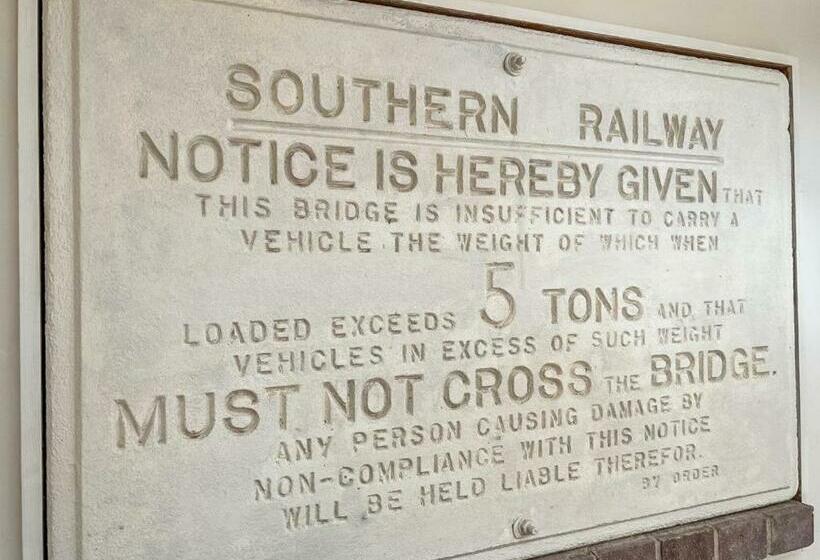 SOUTHERN RAILWAY
NOTICE IS HEREBY GIVEN THAT
THIS BRIDGE IS INSUFFICIENT TO CARRY A
VEHICLE THE WEIGHT OF WHICH WHEN
LOADED EXCEEDS 5 TONS AND THAT
VEHICLES IN EXCESS OF SUCH WEIGHT
MUST NOT CROSS THE BRIDGE.
ANY PERSON CAUSING DAMAGE BY
NON-COMPLIANCE WITH THIS NOTICE
WILL BE HELD LIABLE THEREFOR.
BY ORDER